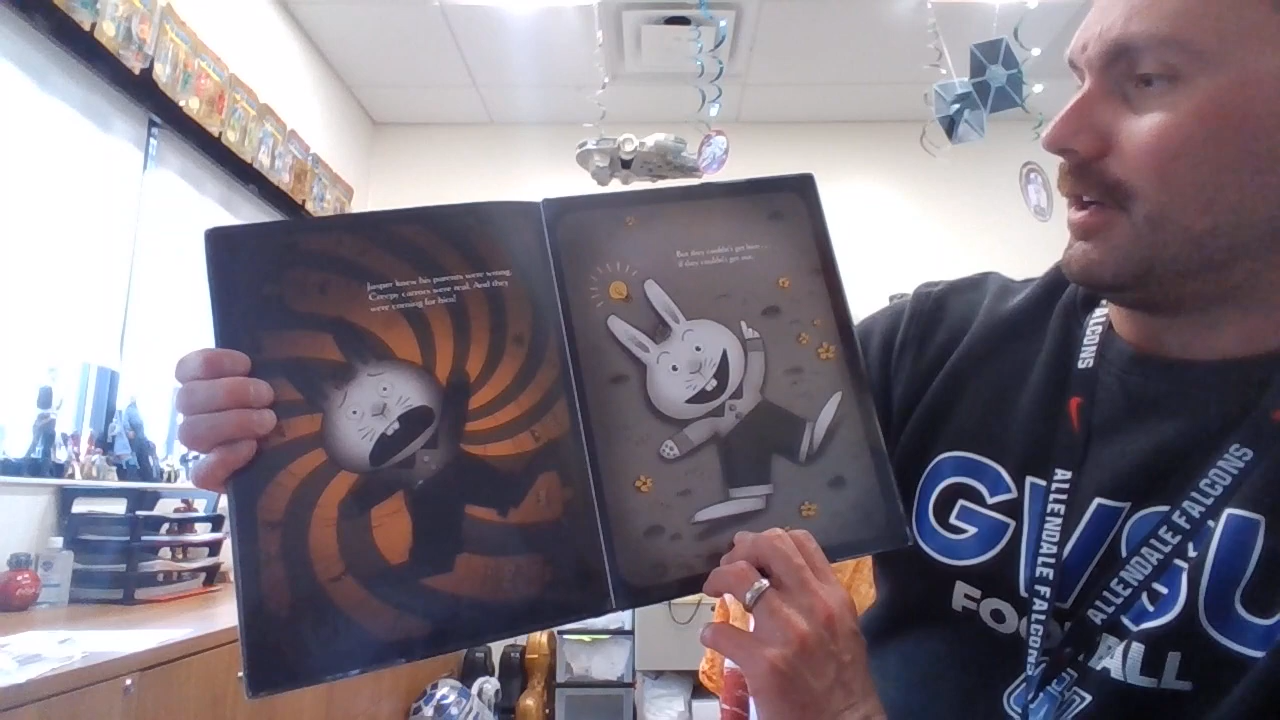 Jasper knew his parents were wrong.
Creepy carrots were real. And they
were coming for him!
But they couldn't get him . . .
if they couldn't get out.
FALCONS
GVSU
FOOTBALL
ALLENDALE FALCONS
ALLENDALE FALCONS